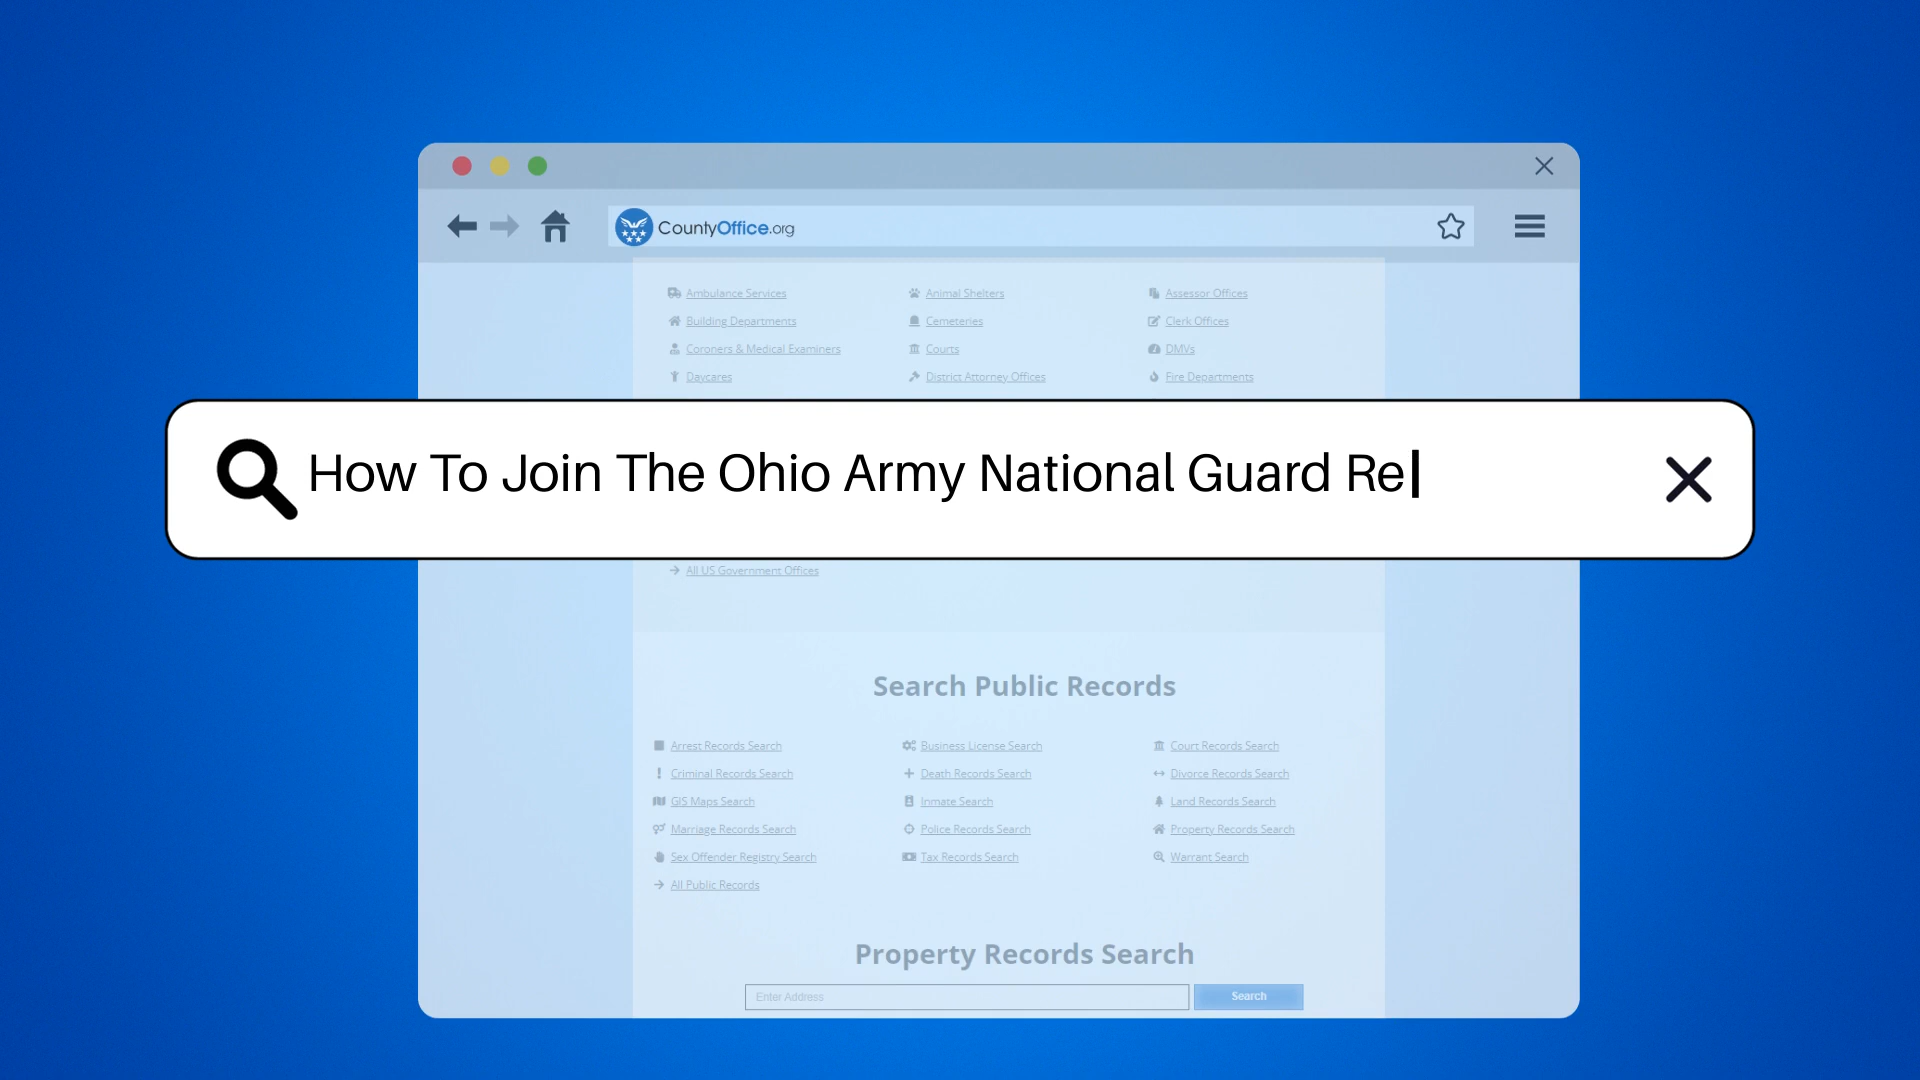 CountyOffice.org
Ambulance Services Animal Shelters Assessor Offices
Building Departments Cemeteries Clerk Offices
Coroners & Medical Examiners Courts DMVs
Daycares District Attorney Offices Fire Departments
How To Join The Ohio Army National Guard Re
All US Government Offices
Search Public Records
Arrest Records Search Business License Search Court Records Search
Criminal Records Search Death Records Search Divorce Records Search
GIS Maps Search Inmate Search Land Records Search
Marriage Records Search Police Records Search Property Records Search
Sex Offender Registry Search Tax Records Search Warrant Search
All Public Records
Property Records Search
Enter Address Search